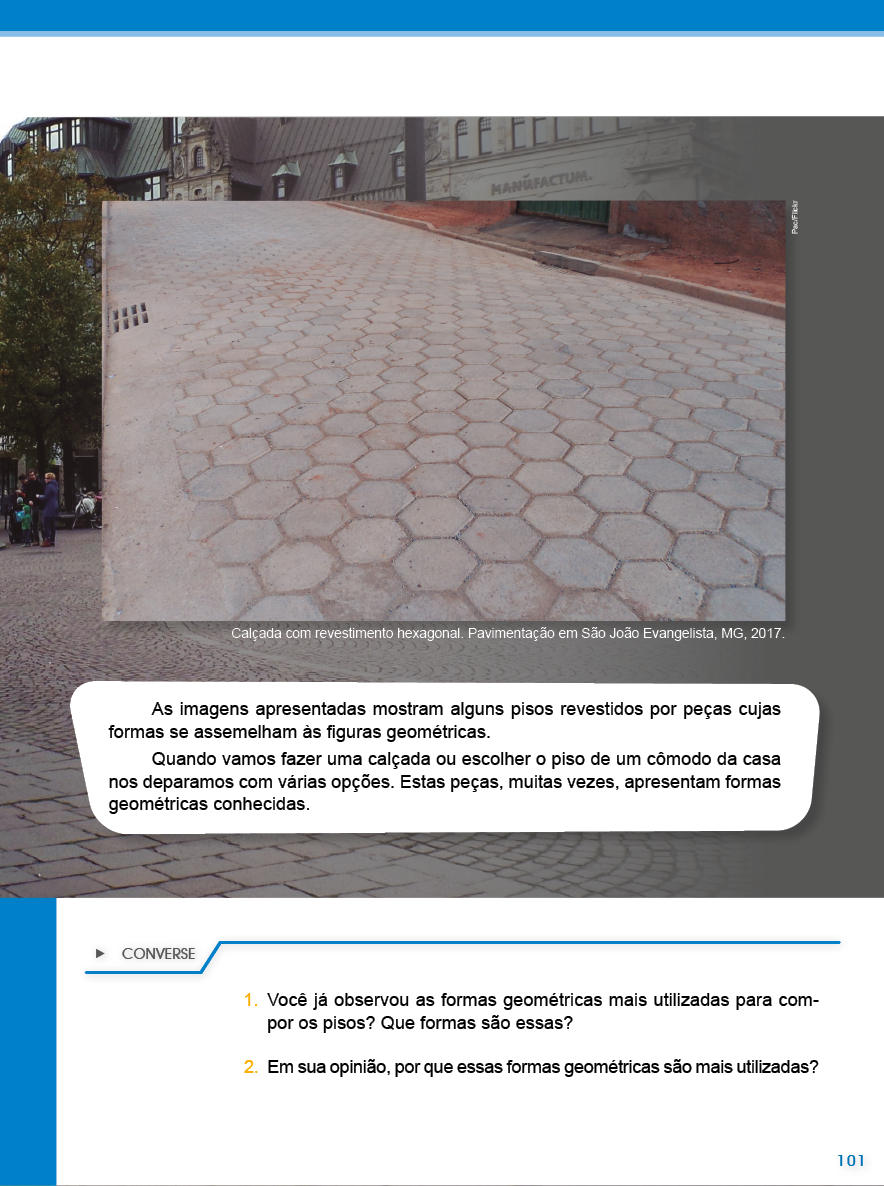 MANUFACTUM.
Pac/Flickr
Calçada com revestimento hexagonal. Pavimentação em São João Evangelista, MG, 2017.
As imagens apresentadas mostram alguns pisos revestidos por peças cujas
formas se assemelham às figuras geométricas.
Quando vamos fazer uma calçada ou escolher o piso de um cômodo da casa
nos deparamos com várias opções. Estas peças, muitas vezes, apresentam formas
geométricas conhecidas.
CONVERSE
1. Você já observou as formas geométricas mais utilizadas para com-
por os pisos? Que formas são essas?
2. Em sua opinião, por que essas formas geométricas são mais utilizadas?
101